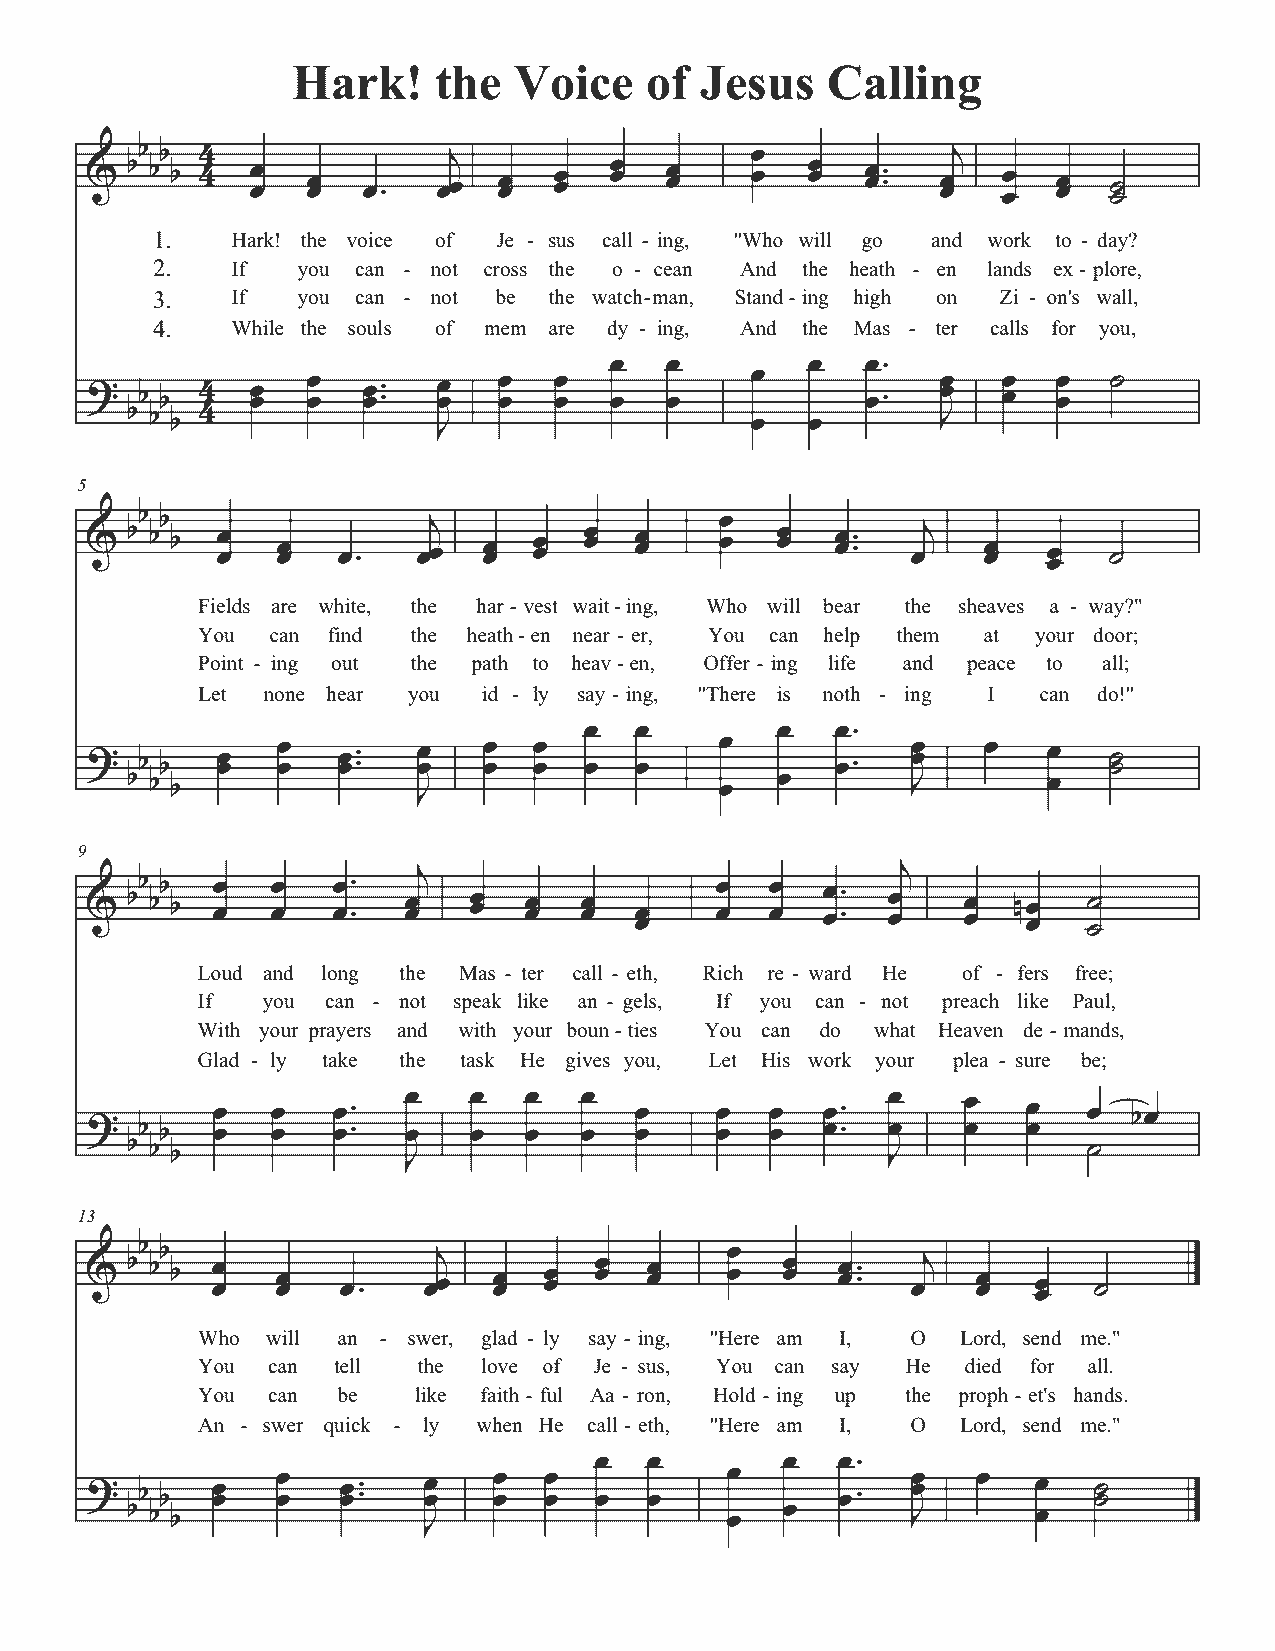 Hark! the Voice of Jesus Calling
4
4
1. Hark! the voice of Je - sus call - ing, "Who will go and work to - day?
2. If you can - not cross the o - cean And the heath - en lands ex - plore,
3. If you can - not be the watch-man, Stand - ing high on Zi - on's wall,
4. While the souls of mem are dy - ing, And the Mas - ter calls for you,
4
4
5
Fields are white, the har - vest wait - ing, Who will bear the sheaves a - way?"
You can find the heath - en near - er, You can help them at your door;
Point - ing out the path to heav - en, Offer - ing life and peace to all;
Let none hear you id - ly say - ing, "There is noth - ing I can do!"
9
Loud and long the Mas - ter call - eth, Rich re - ward He of - fers free;
If you can - not speak like an - gels, If you can - not preach like Paul,
With your prayers and with your boun - ties You can do what Heaven de - mands,
Glad - ly take the task He gives you, Let His work your plea - sure be;
13
Who will an - swer, glad - ly say - ing, "Here am I, O Lord, send me."
You can tell the love of Je - sus, You can say He died for all.
You can be like faith - ful Aa - ron, Hold - ing up the proph - et's hands.
An - swer quick - ly when He call - eth, "Here am I, O Lord, send me."